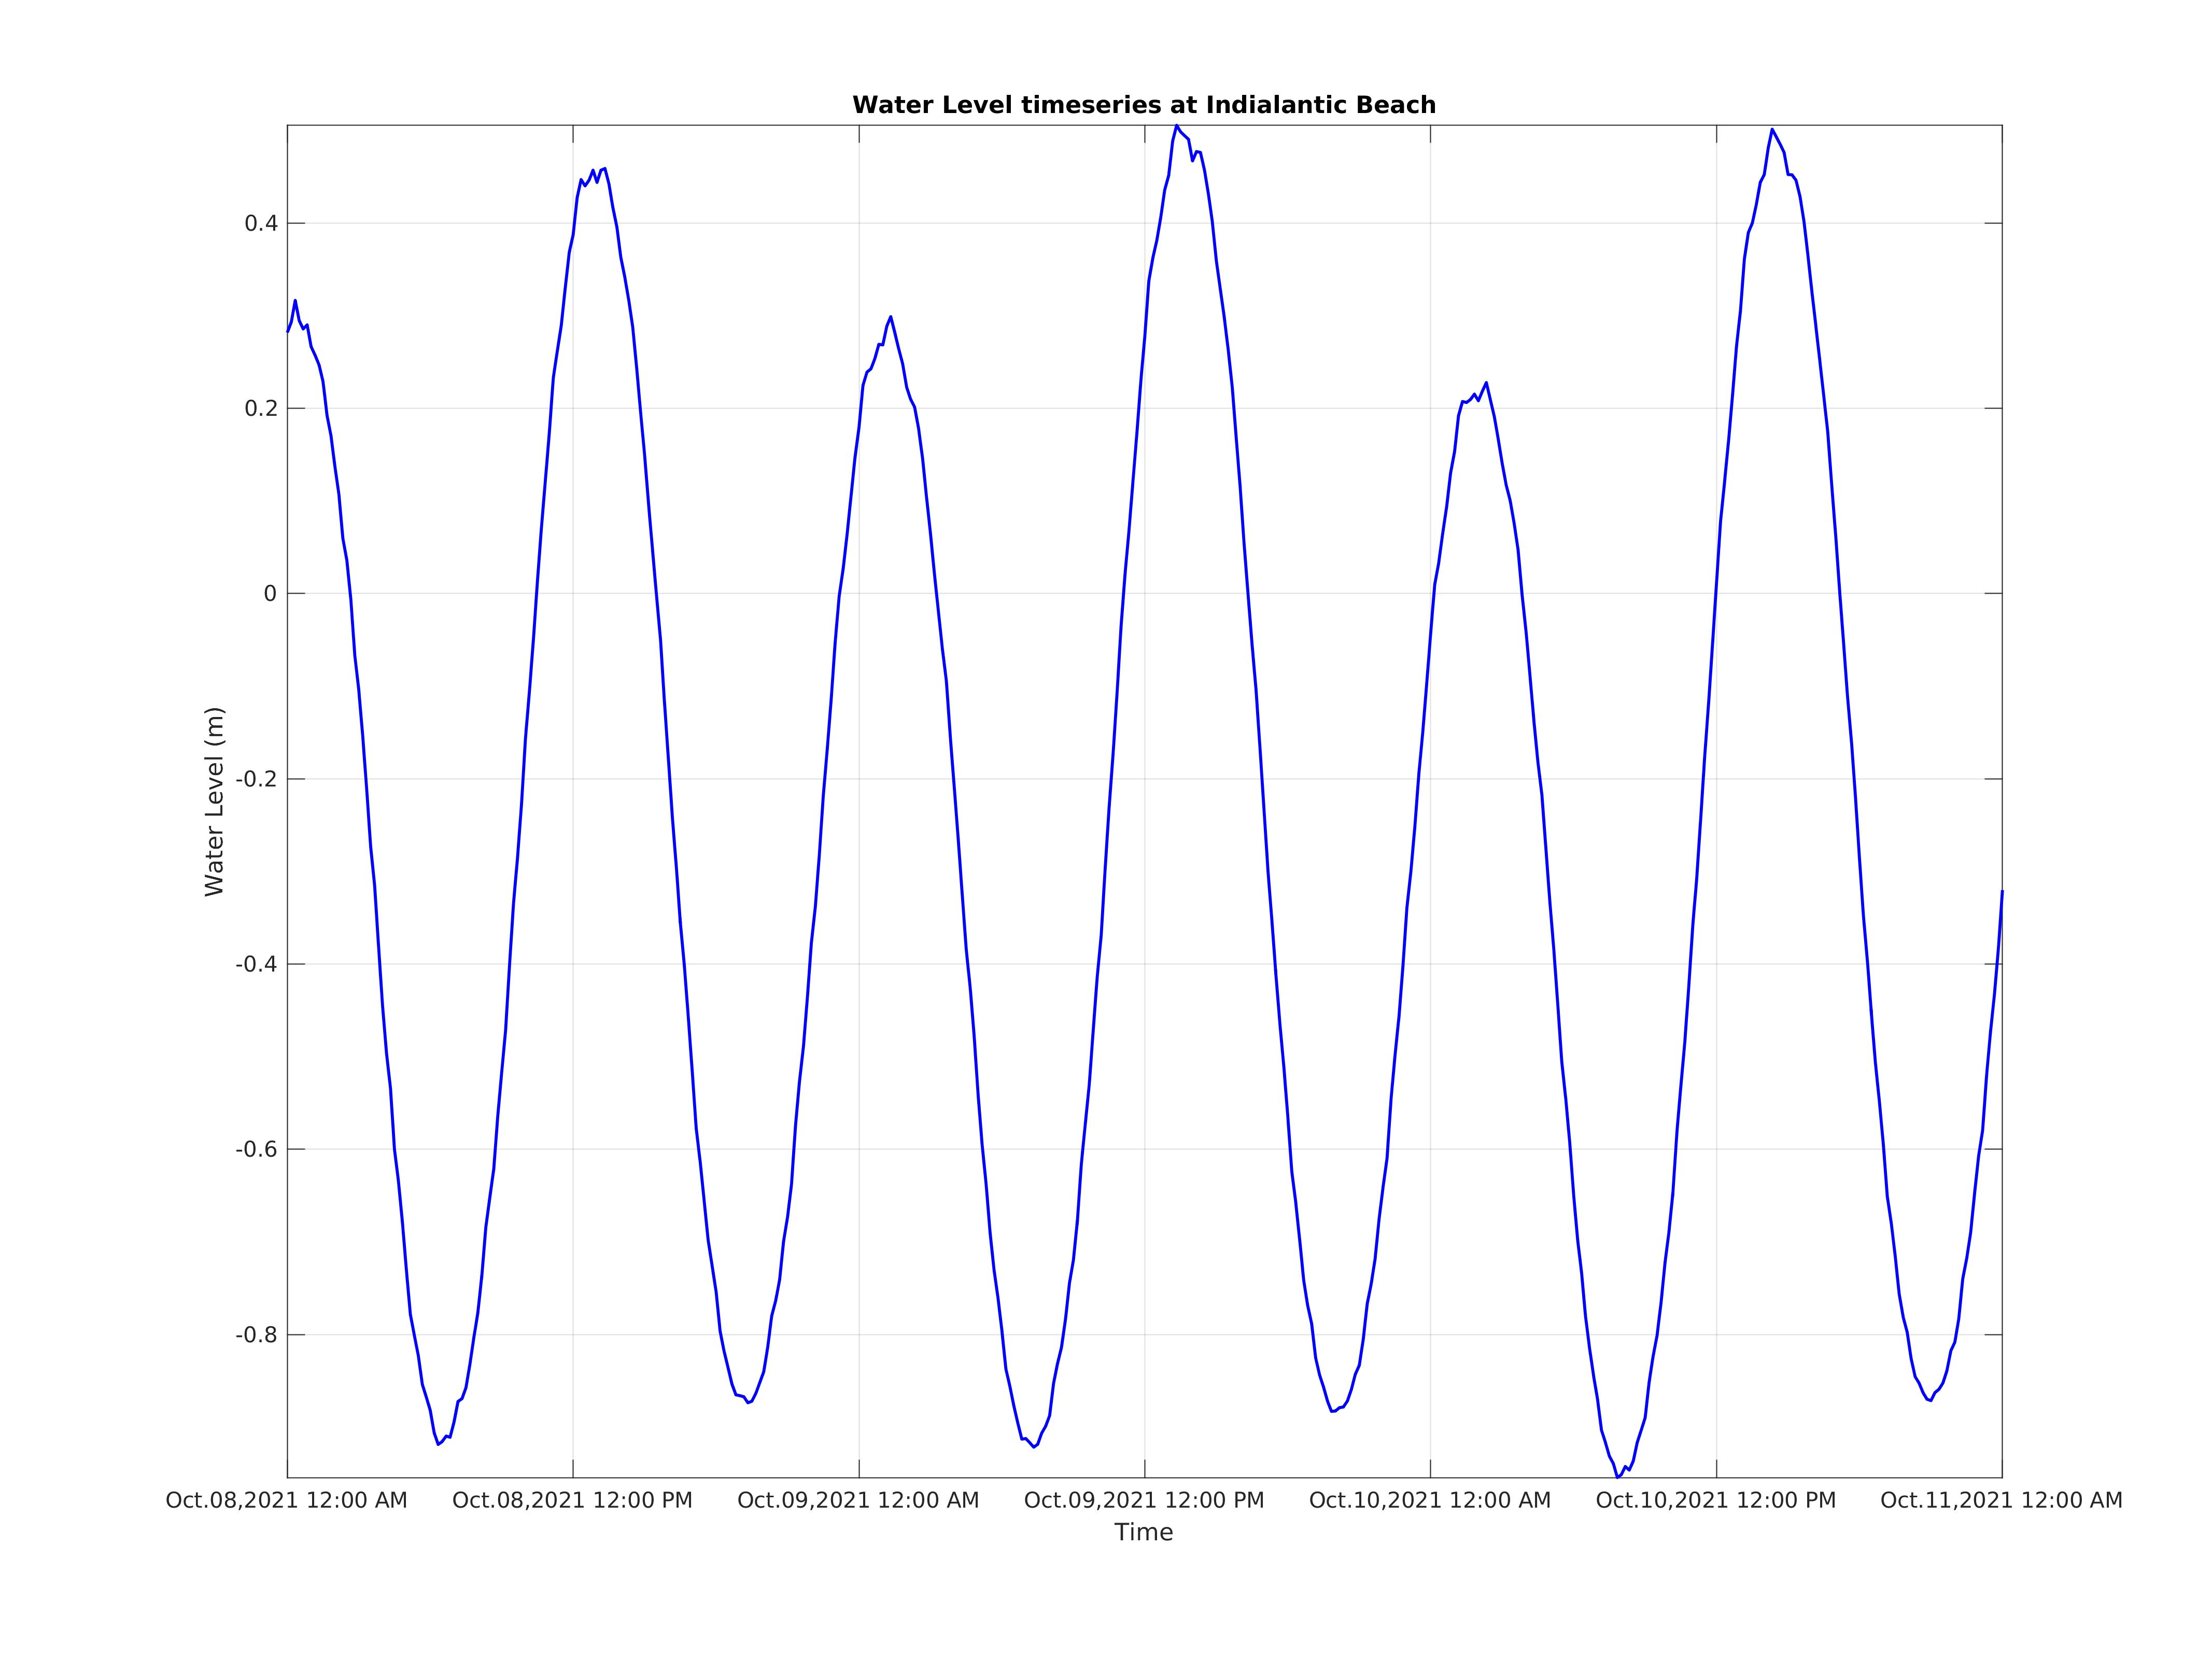 Water Level timeseries at Indialantic Beach
0.4
0.2
0
-0.2
-0.4
-0.6
-0.8
Water Level (m)
Oct.08,2021 12:00 AM Oct.08,2021 12:00 PM Oct.09,2021 12:00 AM Oct.09,2021 12:00 PM Oct.10,2021 12:00 AM Oct.10,2021 12:00 PM Oct.11,2021 12:00 AM
Time